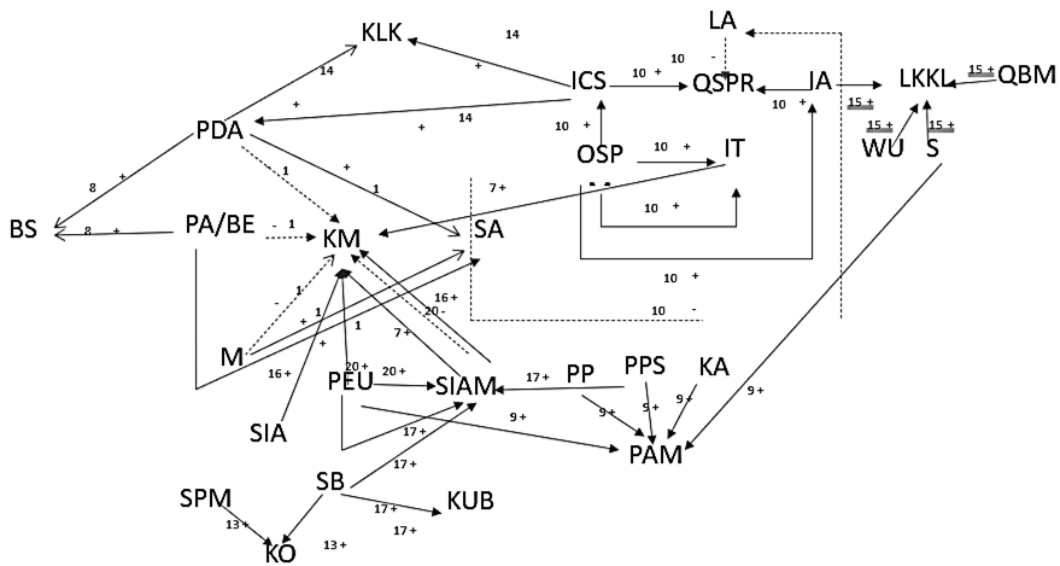 LA
KLK
14
10
-
ICS
10 +
QSPR
IA
LKKL
15 +
QBM
14
+
+
14
10 +
15 +
PDA
+
10 +
15 +
15 +
OSP
10 +
IT
WU
S
+
- 1
+
1
7 +
8 +
10 +
BS
PA/BE
- 1
KM
SA
8 +
10 +
- 1
16 +
20 -
10 -
+ 1
1
+
7 +
M
16 +
20 +
PEU
20 +
SIAM
17 +
PP
PPS
KA
9 +
9 +
9 +
9 +
9 +
SIA
17 +
PAM
17 +
SB
SPM
17 +
KUB
13 +
17 +
KO
13 +